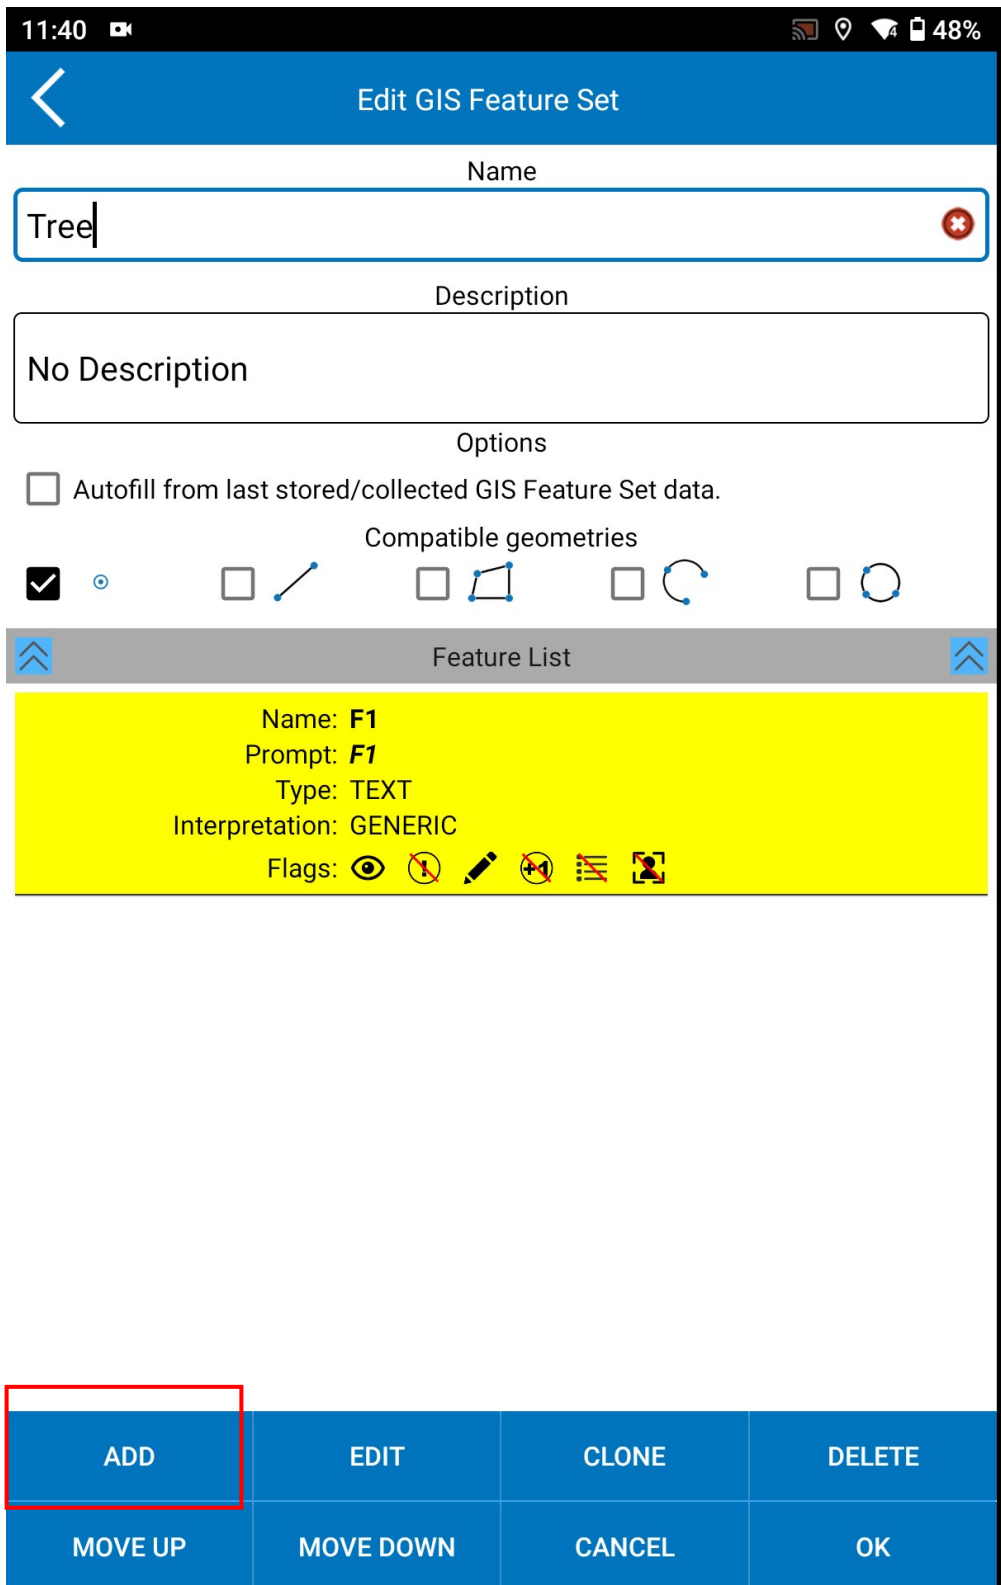 11:40 48%
Edit GIS Feature Set
Name
Tree
Description
No Description
Options
Autofill from last stored/collected GIS Feature Set data.
Compatible geometries
Feature List
Name: F1
Prompt: F1
Type: TEXT
Interpretation: GENERIC
Flags:
ADD EDIT CLONE DELETE
MOVE UP MOVE DOWN CANCEL OK